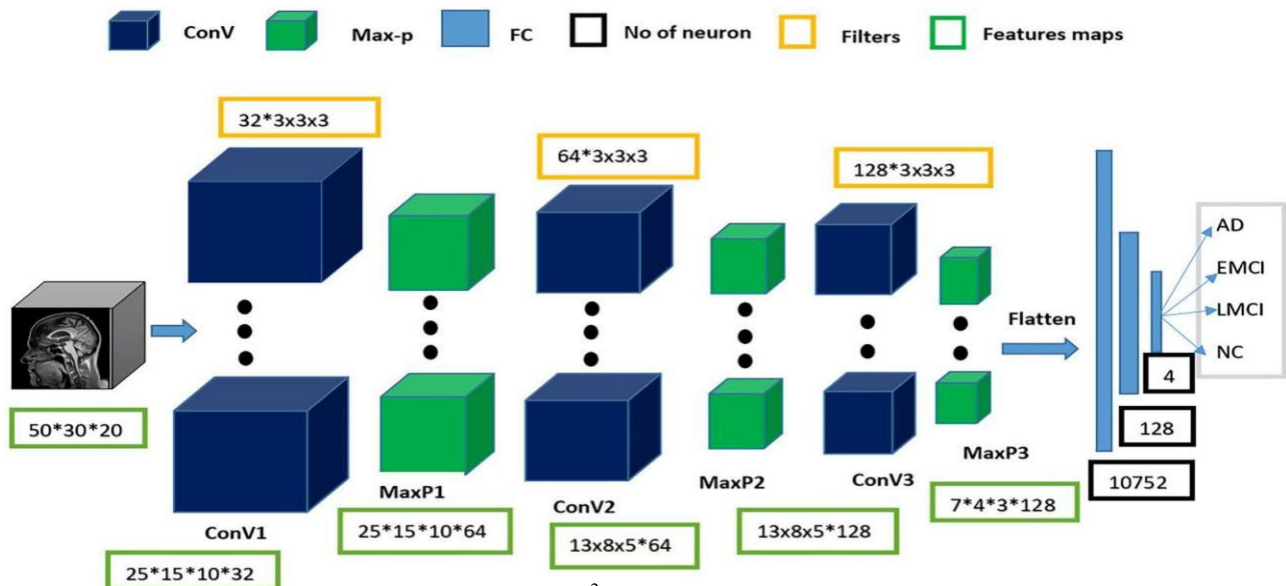 ConV Max-p FC No of neuron Filters Features maps
32*3x3x3
64*3x3x3
128*3x3x3
AD
EMCI
LMCI
NC
Flatten
4
50*30*20
128
MaxP1
MaxP2
MaxP3
ConV1
ConV2
ConV3
10752
25*15*10*64
13x8x5*64
13x8x5*128
7*4*3*128
25*15*10*32
2